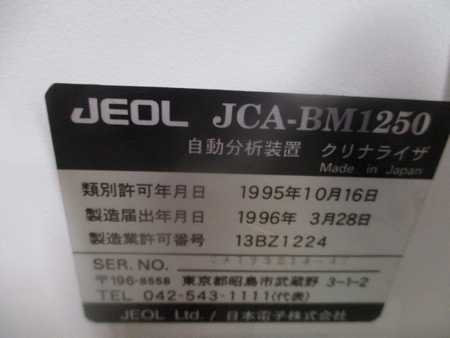 JEOL JCA-BM1250
自動分析装置 クリナライザ
Made in Japan
類別許可年月日 1995年10月16日
製造届出年月日 1996年 3月28日
製造業許可番号 13BZ1224
SER.NO.
〒196-8558 東京都昭島市武蔵野 3-1-2
TEL 042-543-1111(代表)
JEOL Ltd./日本電子株式会社